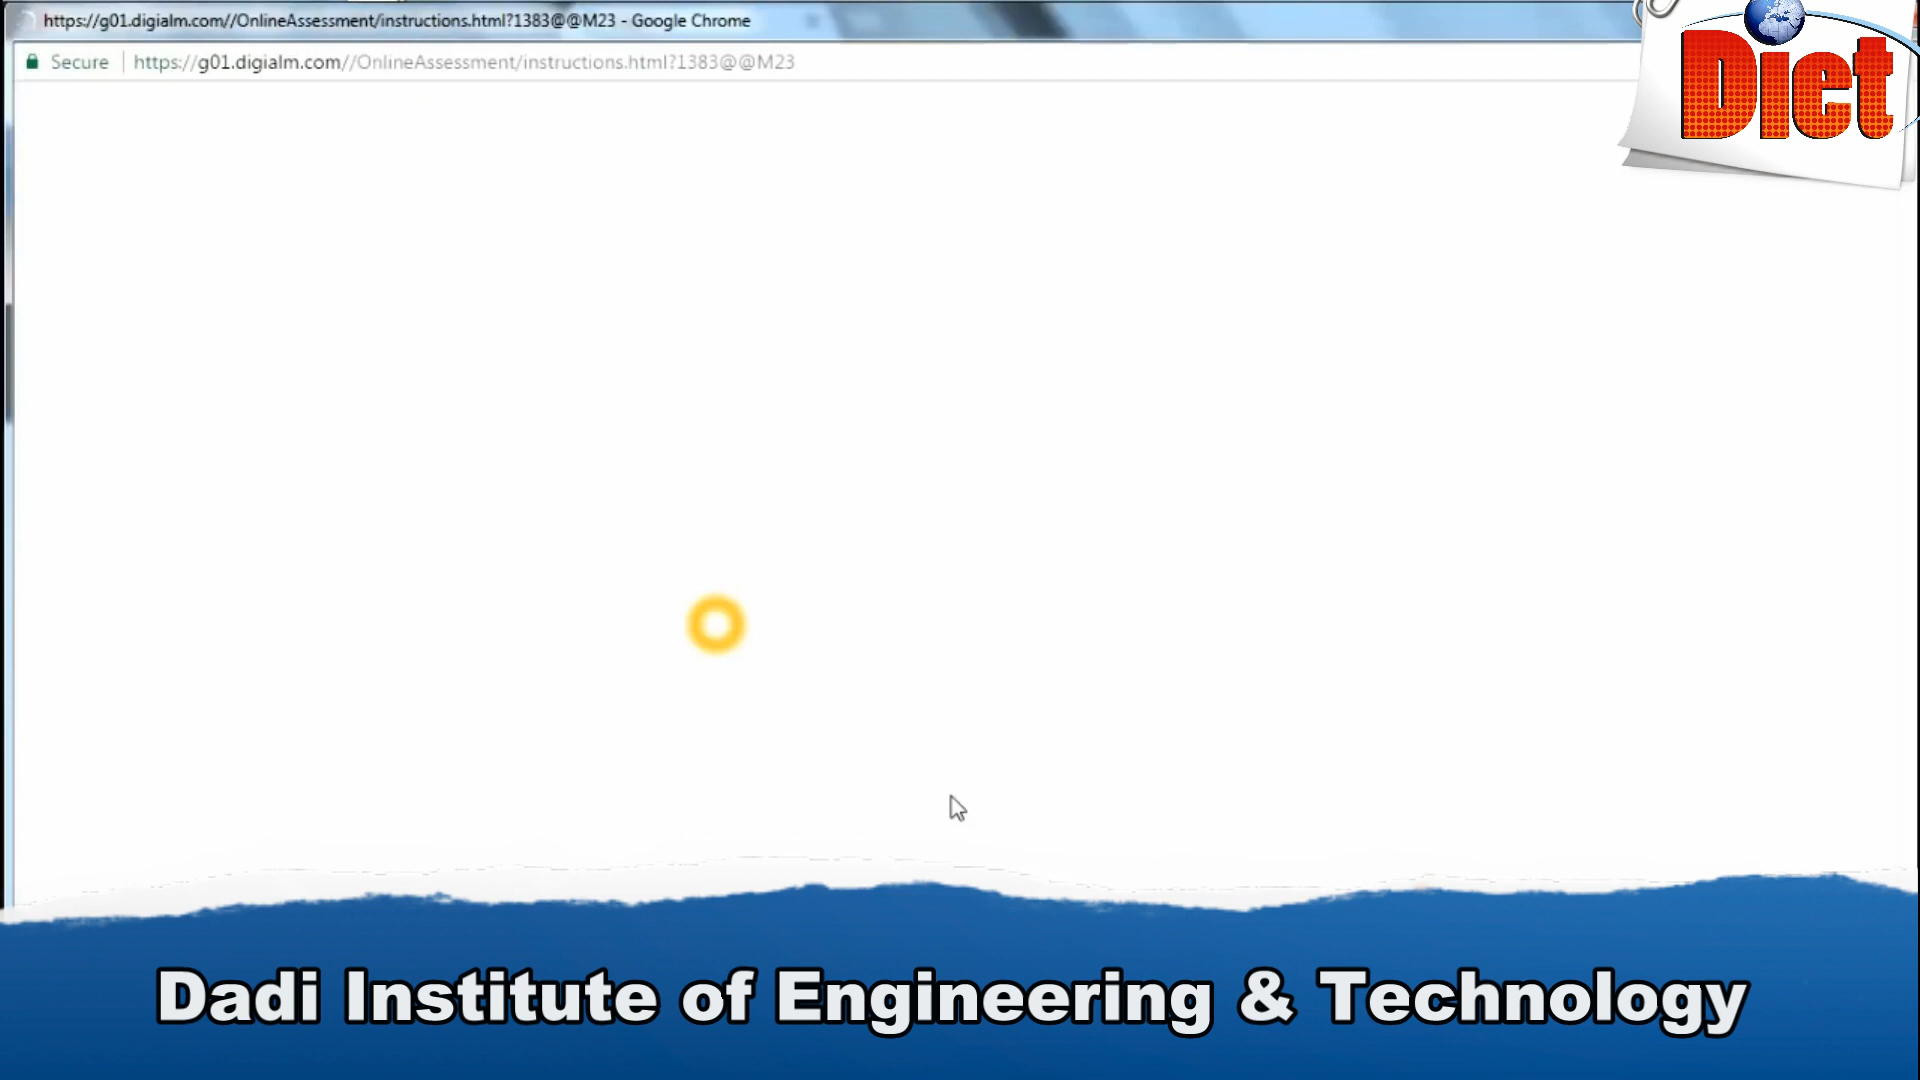 https://g01.digialm.com//OnlineAssessment/instructions.html?1383@@M23 - Google Chrome
Secure https://g01.digialm.com//OnlineAssessment/instructions.html?1383@@M23
Diet
Dadi Institute of Engineering & Technology